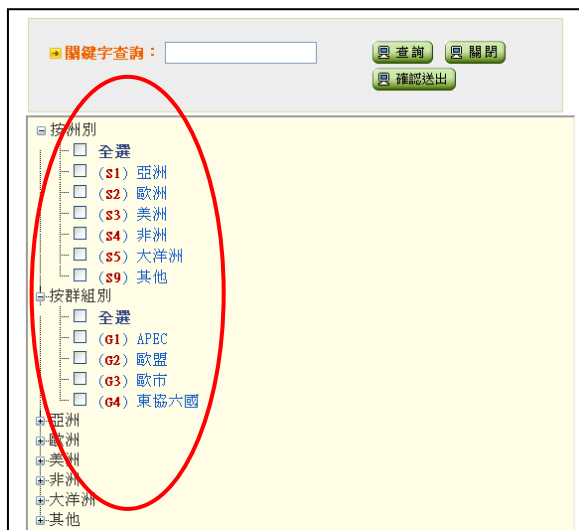 關鍵字查詢： 查詢 關閉
確認送出
按洲別
全選
(S1) 亞洲
(S2) 歐洲
(S3) 美洲
(S4) 非洲
(S5) 大洋洲
(S9) 其他
按群組別
全選
(G1) APEC
(G2) 歐盟
(G3) 歐市
(G4) 東協六國
亞洲
歐洲
美洲
非洲
大洋洲
其他